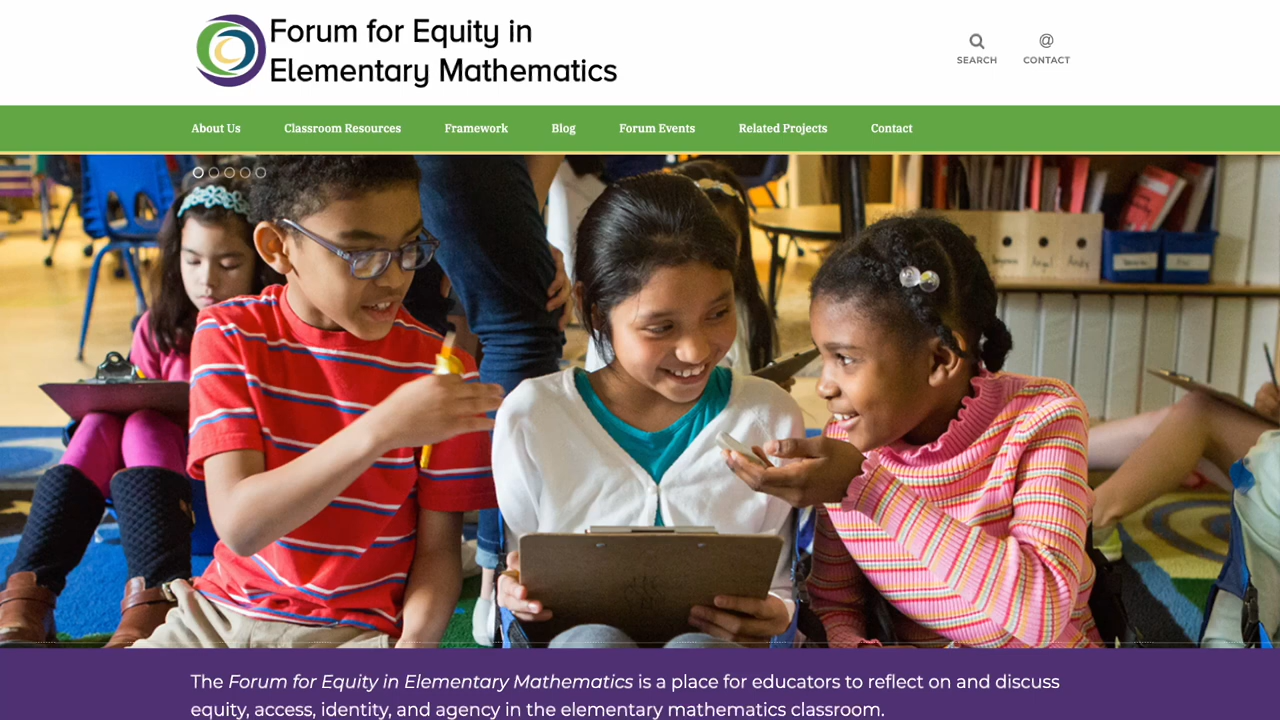 Forum for Equity in
Elementary Mathematics
SEARCH
CONTACT
About Us
Classroom Resources
Framework
Blog
Forum Events
Related Projects
Contact
The Forum for Equity in Elementary Mathematics is a place for educators to reflect on and discuss
equity, access, identity, and agency in the elementary mathematics classroom.